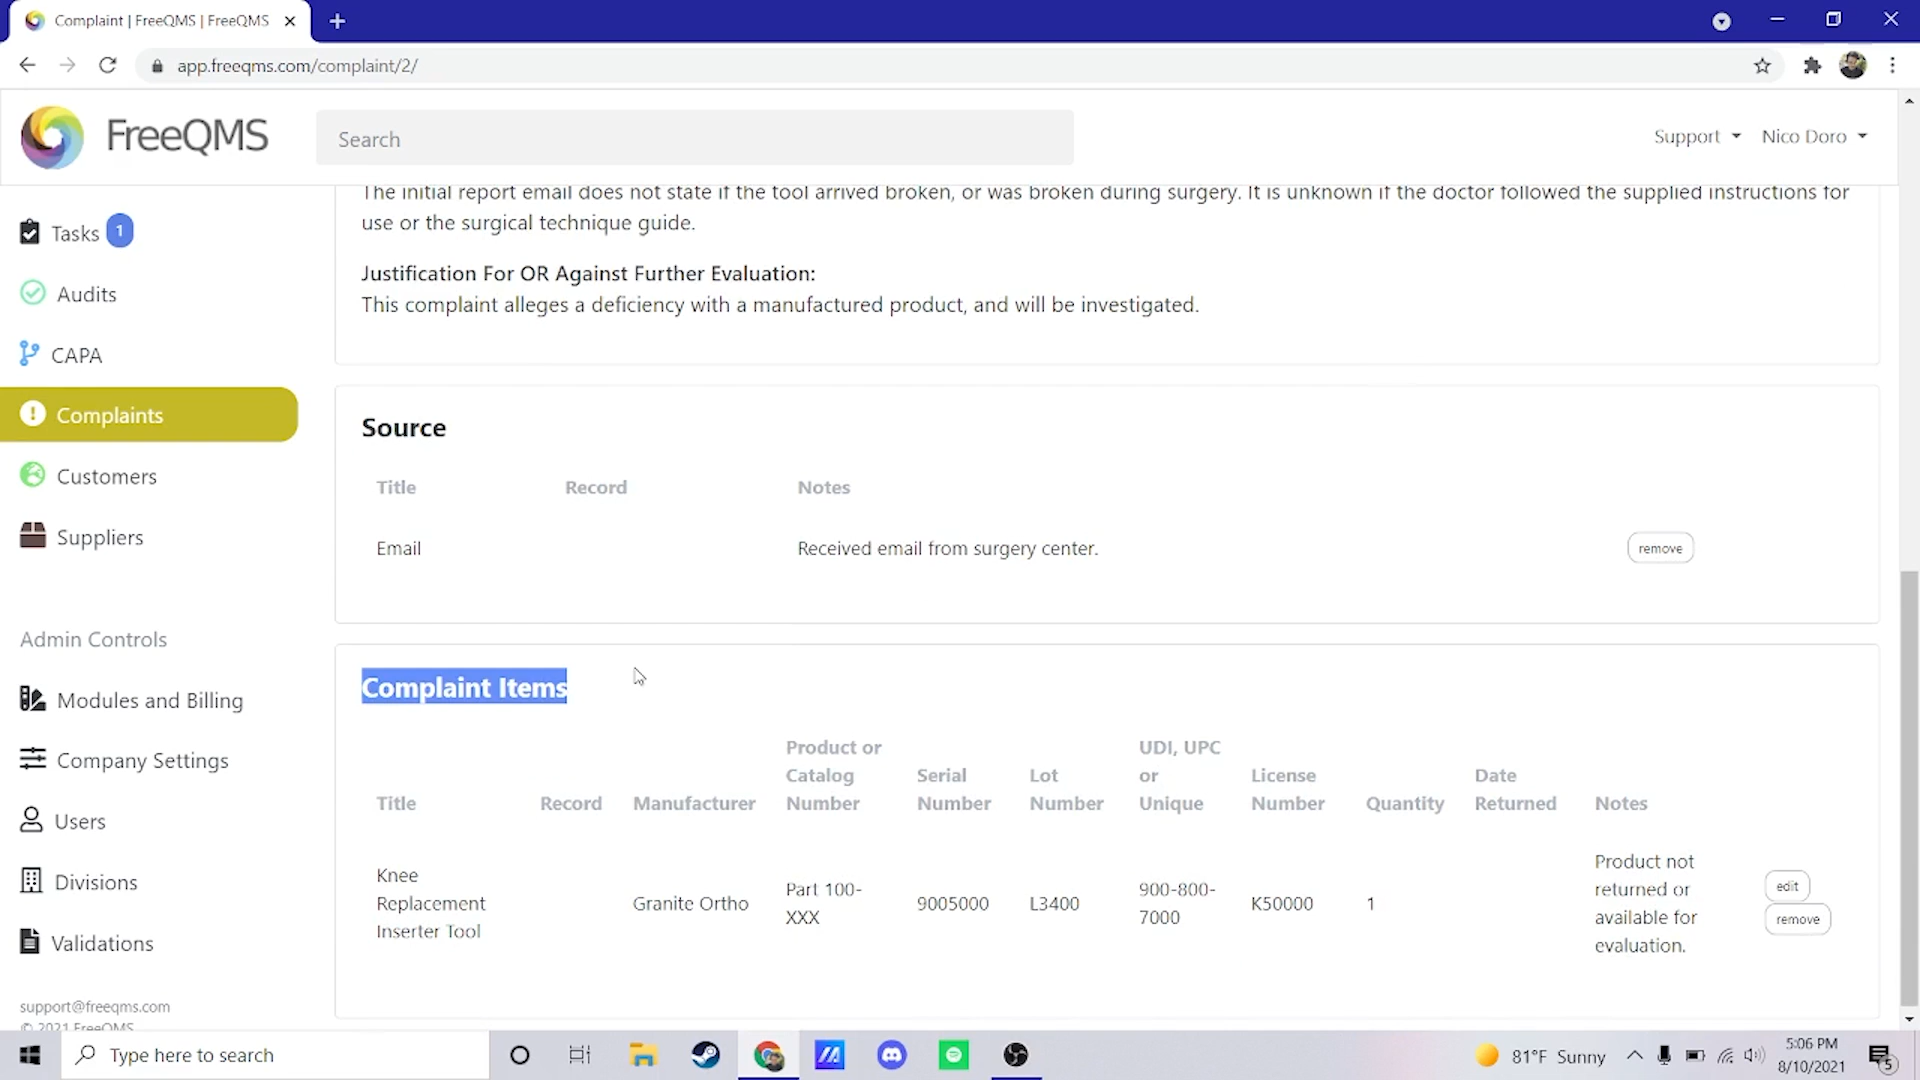 Complaint | FreeQMS | FreeQMS
app.freeqms.com/complaint/2/
FreeQMS
Search
Support
Nico Doro
Tasks 1
Audits
CAPA
Complaints
Customers
Suppliers
Admin Controls
Modules and Billing
Company Settings
Users
Divisions
Validations
support@freeqms.com
© 2021 FreeQMS
The initial report email does not state if the tool arrived broken, or was broken during surgery. It is unknown if the doctor followed the supplied instructions for
use or the surgical technique guide.
Justification For OR Against Further Evaluation:
This complaint alleges a deficiency with a manufactured product, and will be investigated.
Source
Title Record Notes
Email Received email from surgery center. remove
Complaint Items
Title Record Manufacturer Product or Catalog Number Serial Number Lot Number UDI, UPC or Unique License Number Quantity Date Returned Notes
Knee Replacement Inserter Tool Granite Ortho Part 100-XXX 9005000 L3400 900-800-7000 K50000 1 Product not returned or available for evaluation. edit remove
Type here to search
81°F Sunny
5:06 PM
8/10/2021
5